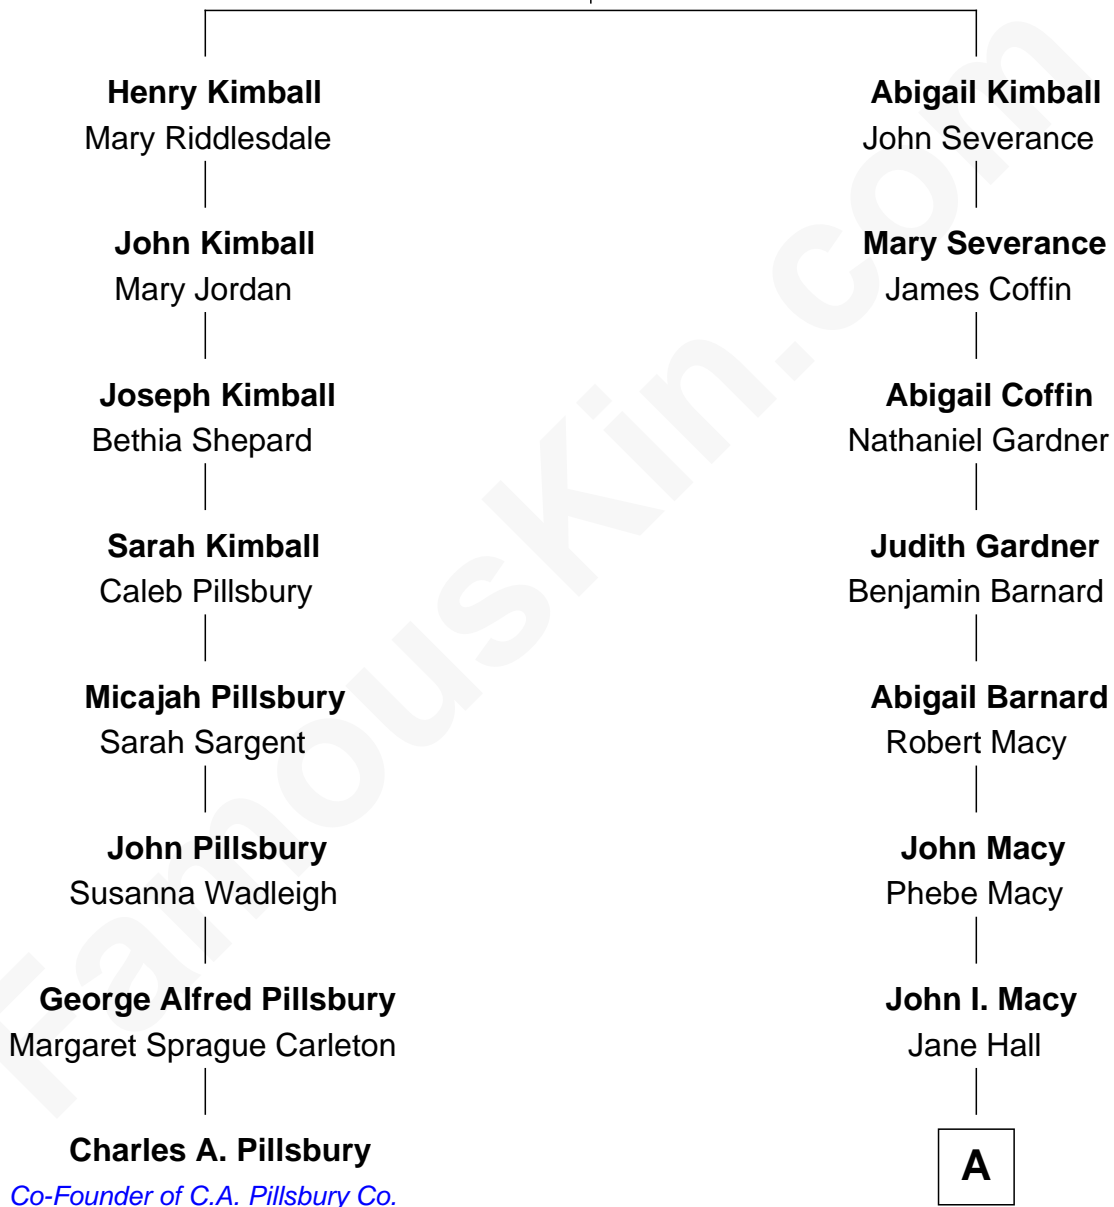 Henry Kimball
Mary Riddlesdale
John Kimball
Mary Jordan
Joseph Kimball
Bethia Shepard
Sarah Kimball
Caleb Pillsbury
Micajah Pillsbury
Sarah Sargent
John Pillsbury
Susanna Wadleigh
George Alfred Pillsbury
Margaret Sprague Carleton
Charles A. Pillsbury
Co-Founder of C.A. Pillsbury Co.
Abigail Kimball
John Severance
Mary Severance
James Coffin
Abigail Coffin
Nathaniel Gardner
Judith Gardner
Benjamin Barnard
Abigail Barnard
Robert Macy
John Macy
Phebe Macy
John I. Macy
Jane Hall
A
FamousKin.com